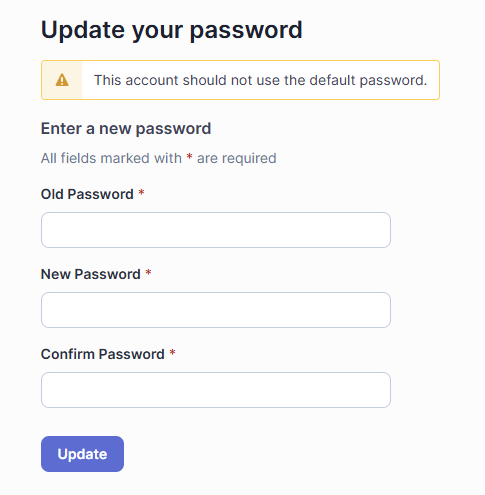 Update your password
This account should not use the default password.
Enter a new password
All fields marked with * are required
Old Password *
New Password *
Confirm Password *
Update